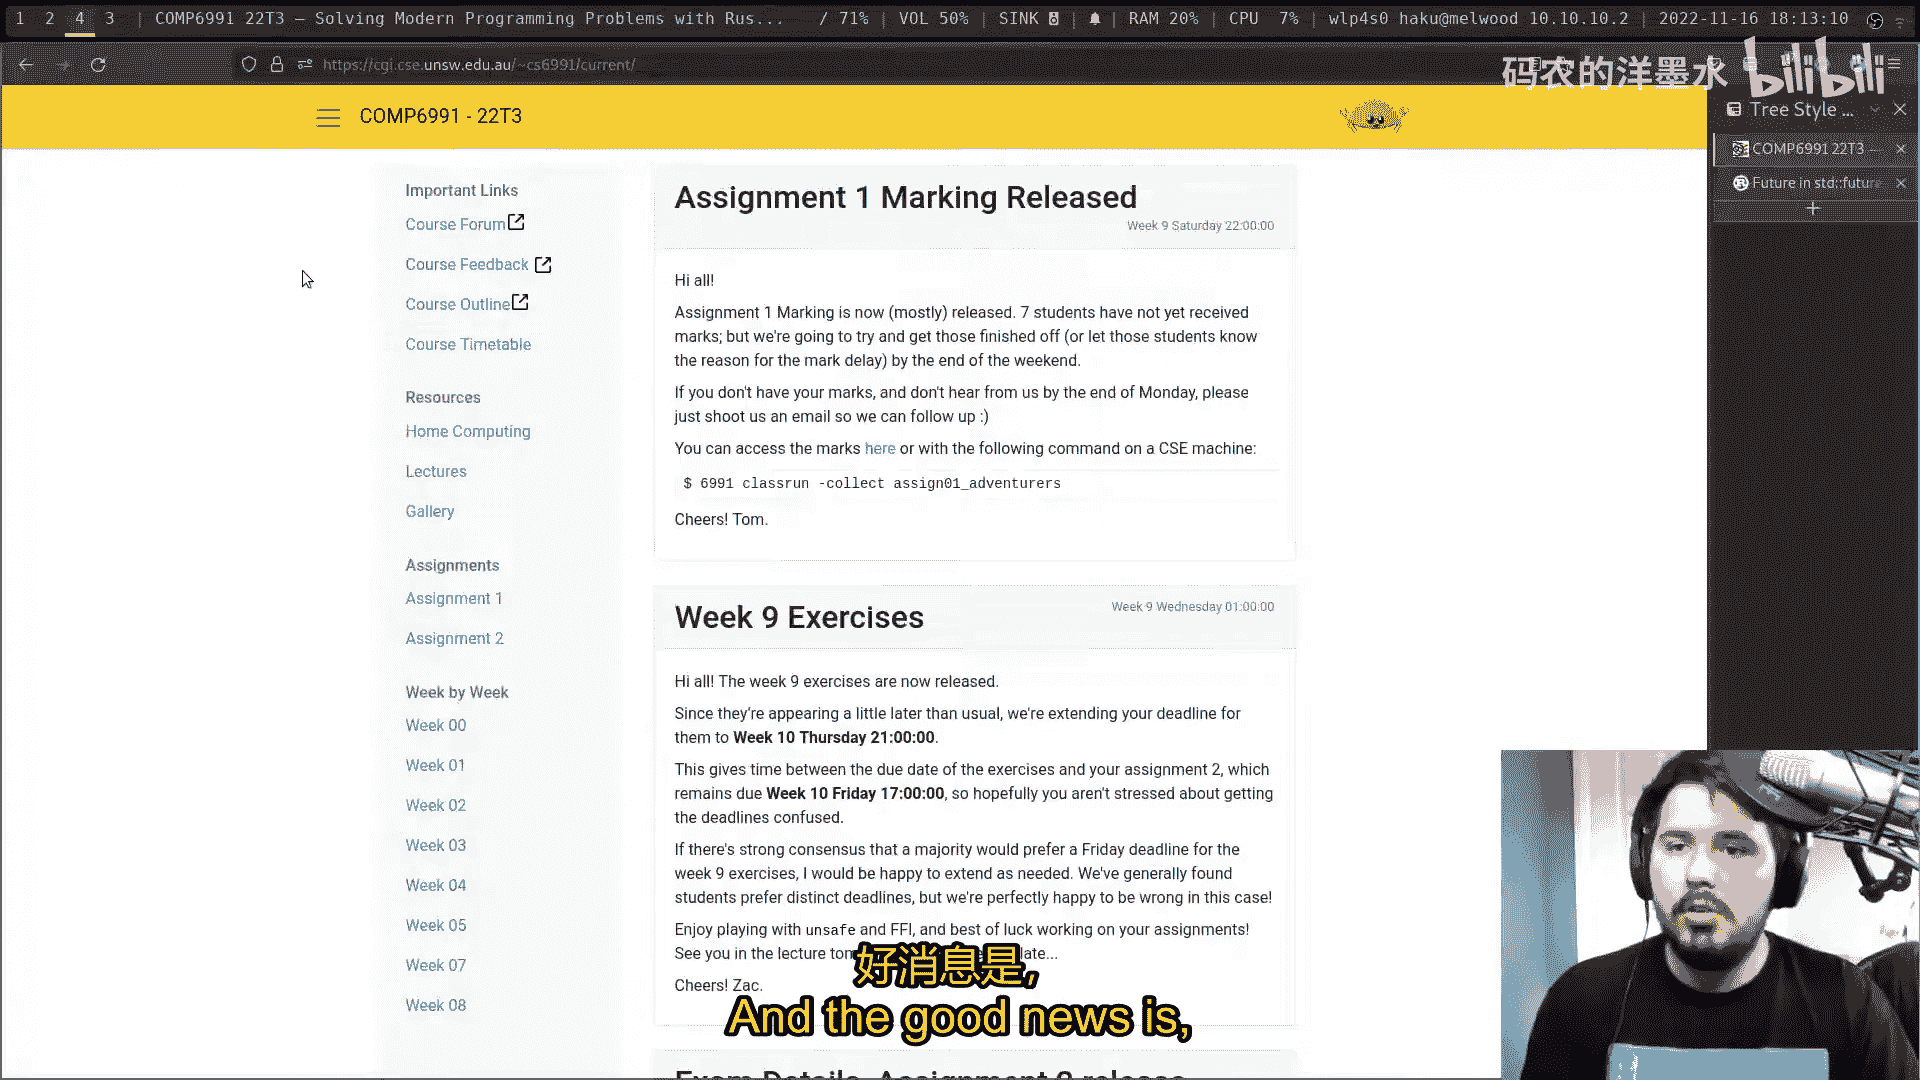 1 2 4 3 | COMP6991 22T3 — Solving Modern Programming Problems with Rus... / 71% | VOL 50% | SINK | | RAM 20% | CPU 7% | wlp4s0 haku@melwood 10.10.10.2 | 2022-11-16 18:13:10
https://cgi.cse.unsw.edu.au/~cs6991/current/
码农的洋墨水 bilibili
COMP6991 - 22T3
Tree Style ...
COMP6991 22T3 —
Future in std::future
Important Links
Course Forum
Course Feedback
Course Outline
Course Timetable
Resources
Home Computing
Lectures
Gallery
Assignments
Assignment 1
Assignment 2
Week by Week
Week 00
Week 01
Week 02
Week 03
Week 04
Week 05
Week 07
Week 08
Assignment 1 Marking Released
Week 9 Saturday 22:00:00
Hi all!
Assignment 1 Marking is now (mostly) released. 7 students have not yet received
marks; but we're going to try and get those finished off (or let those students know
the reason for the mark delay) by the end of the weekend.
If you don't have your marks, and don't hear from us by the end of Monday, please
just shoot us an email so we can follow up :)
You can access the marks here or with the following command on a CSE machine:
$ 6991 classrun -collect assign01_adventurers
Cheers! Tom.
Week 9 Exercises
Week 9 Wednesday 01:00:00
Hi all! The week 9 exercises are now released.
Since they're appearing a little later than usual, we're extending your deadline for
them to Week 10 Thursday 21:00:00.
This gives time between the due date of the exercises and your assignment 2, which
remains due Week 10 Friday 17:00:00, so hopefully you aren't stressed about getting
the deadlines confused.
If there's strong consensus that a majority would prefer a Friday deadline for the
week 9 exercises, I would be happy to extend as needed. We've generally found
students prefer distinct deadlines, but we're perfectly happy to be wrong in this case!
Enjoy playing with unsafe and FFI, and best of luck working on your assignments!
See you in the lecture
Cheers! Zac.
好消息是,
And the good news is,